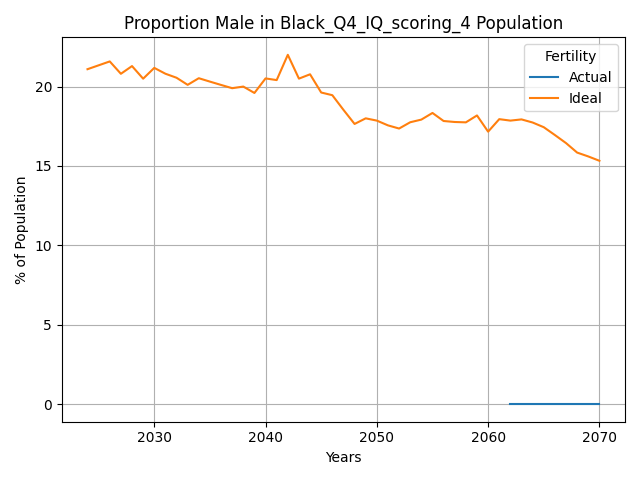 Proportion Male in Black_Q4_IQ_scoring_4 Population
Fertility
Actual
Ideal
% of Population
20
15
10
5
0
2030 2040 2050 2060 2070
Years